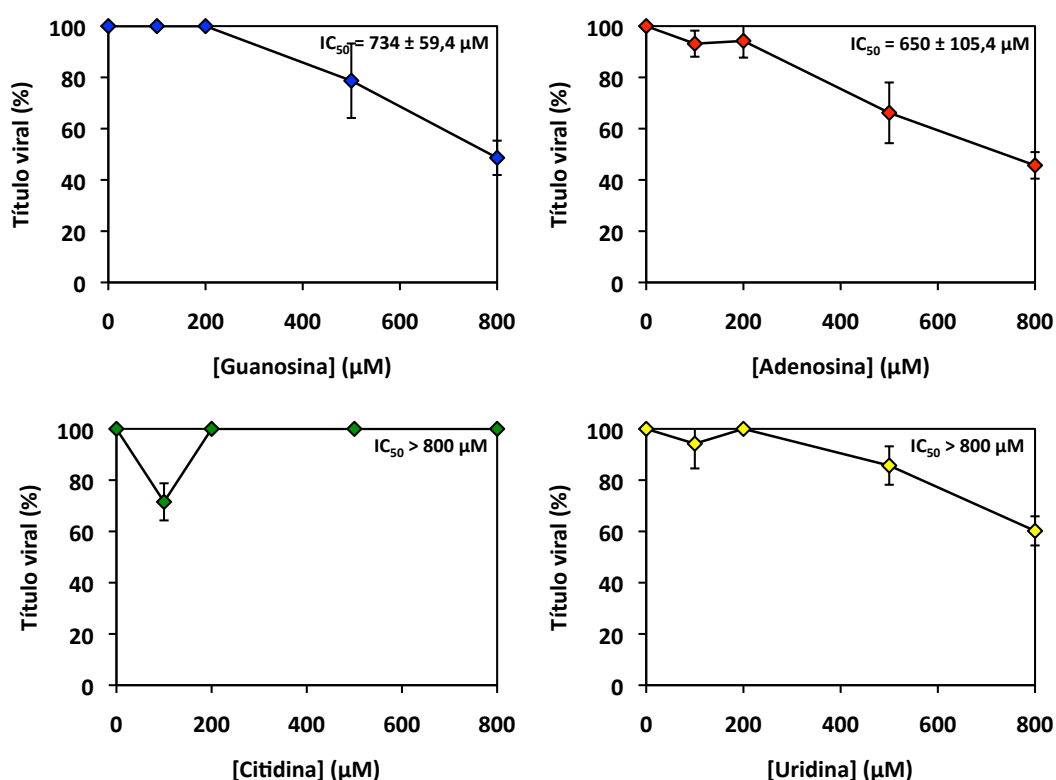 IC50 = 734 ± 59,4 µM
Título viral (%)
100
80
60
40
20
0
0 200 400 600 800
[Guanosina] (µM)
IC50 = 650 ± 105,4 µM
Título viral (%)
100
80
60
40
20
0
0 200 400 600 800
[Adenosina] (µM)
IC50 > 800 µM
Título viral (%)
100
80
60
40
20
0
0 200 400 600 800
[Citidina] (µM)
IC50 > 800 µM
Título viral (%)
100
80
60
40
20
0
0 200 400 600 800
[Uridina] (µM)